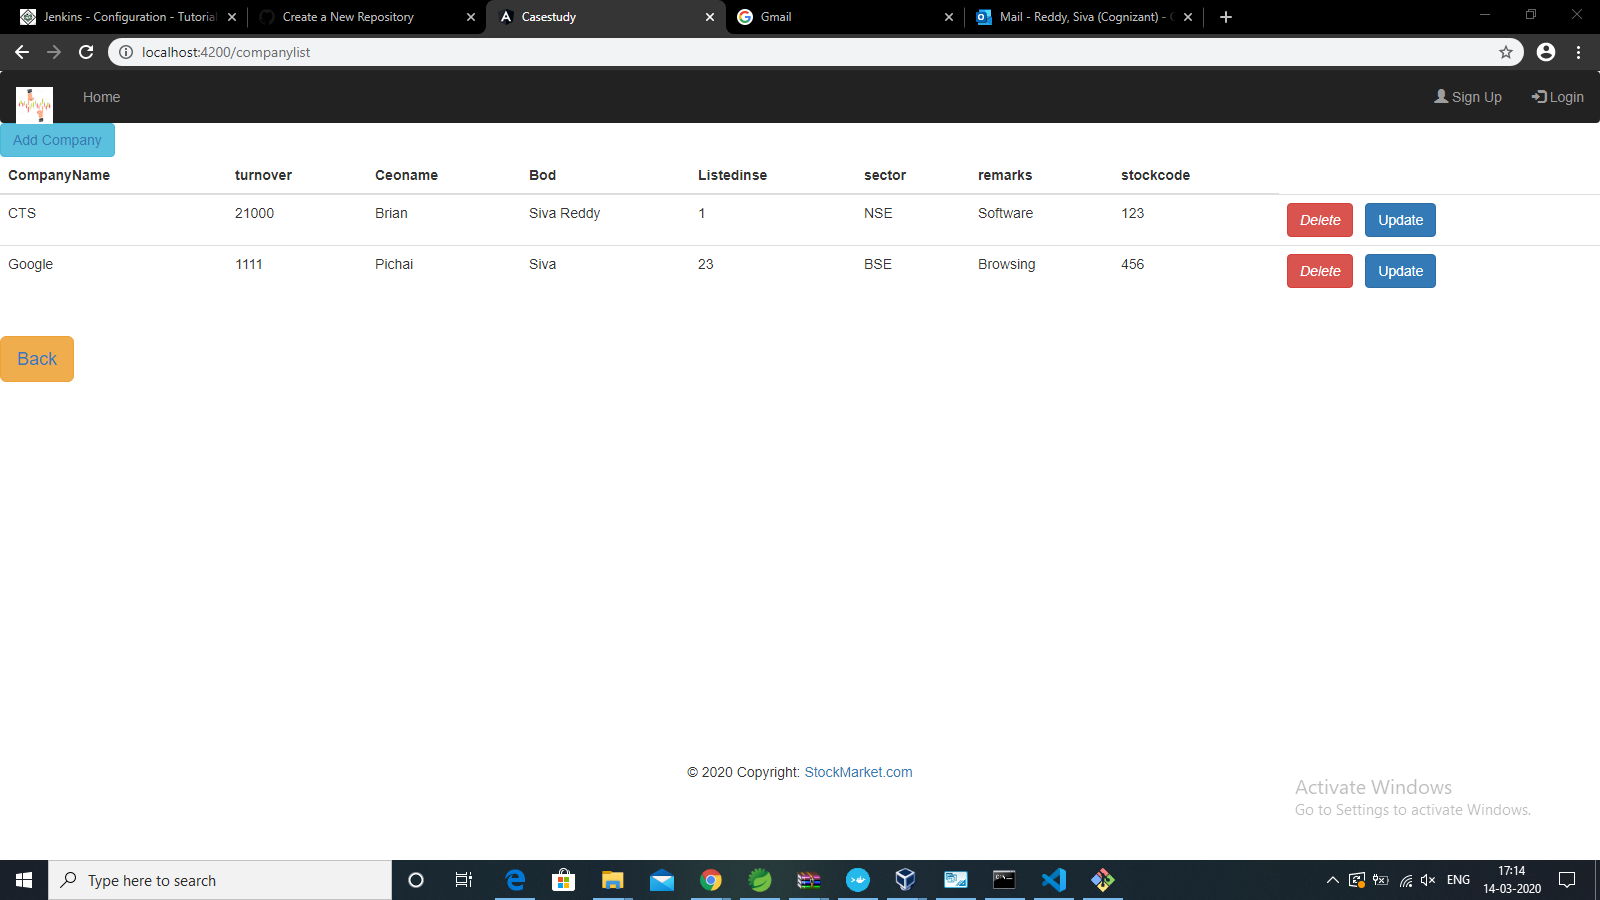 Jenkins - Configuration - Tutorial
Create a New Repository
Casestudy
Gmail
Mail - Reddy, Siva (Cognizant) -
localhost:4200/companylist
Home
Sign Up
Login
Add Company
CompanyName turnover Ceoname Bod Listedinse sector remarks stockcode
CTS 21000 Brian Siva Reddy 1 NSE Software 123 Delete Update
Google 1111 Pichai Siva 23 BSE Browsing 456 Delete Update
Back
© 2020 Copyright: StockMarket.com
Activate Windows
Go to Settings to activate Windows.
Type here to search
ENG
17:14
14-03-2020